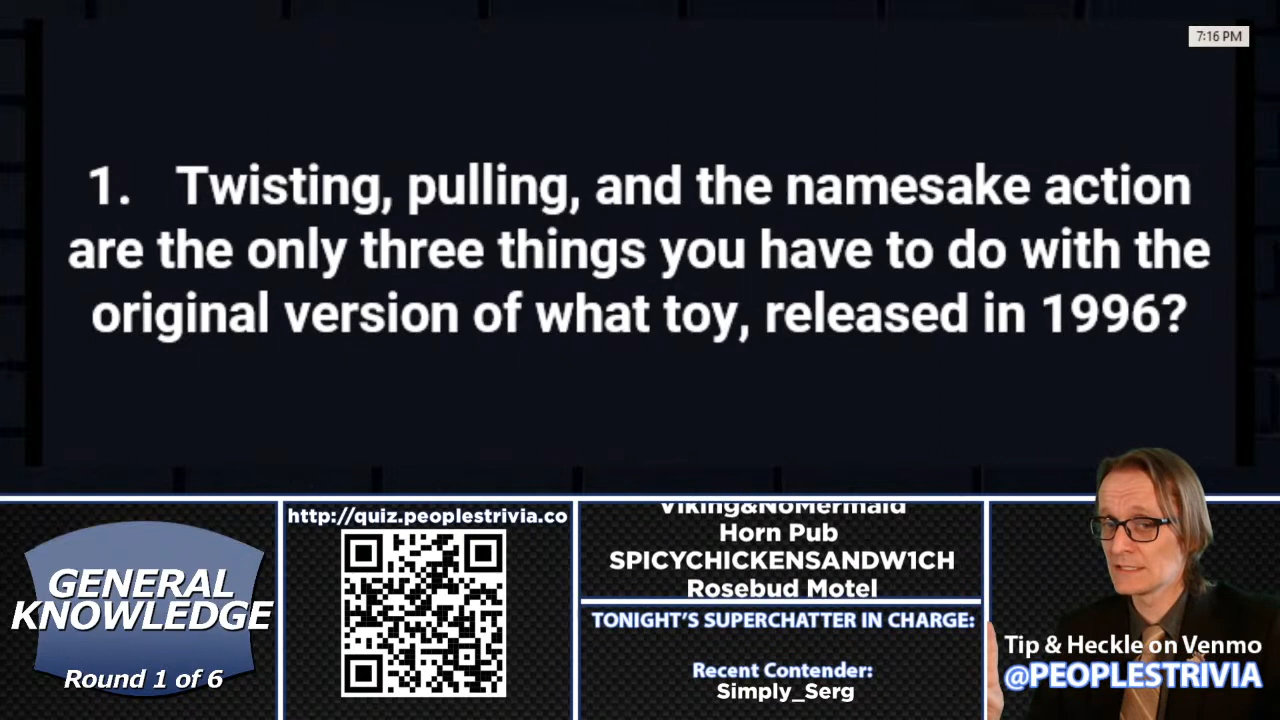 7:16 PM
1. Twisting, pulling, and the namesake action
are the only three things you have to do with the
original version of what toy, released in 1996?
GENERAL
KNOWLEDGE
Round 1 of 6
http://quiz.peoplestrivia.co
Viking&NoMermaid
Horn Pub
SPICYCHICKENSANDW1CH
Rosebud Motel
TONIGHT'S SUPERCHATTER IN CHARGE:
Recent Contender:
Simply_Serg
Tip & Heckle on Venmo
@PEOPLESTRIVIA